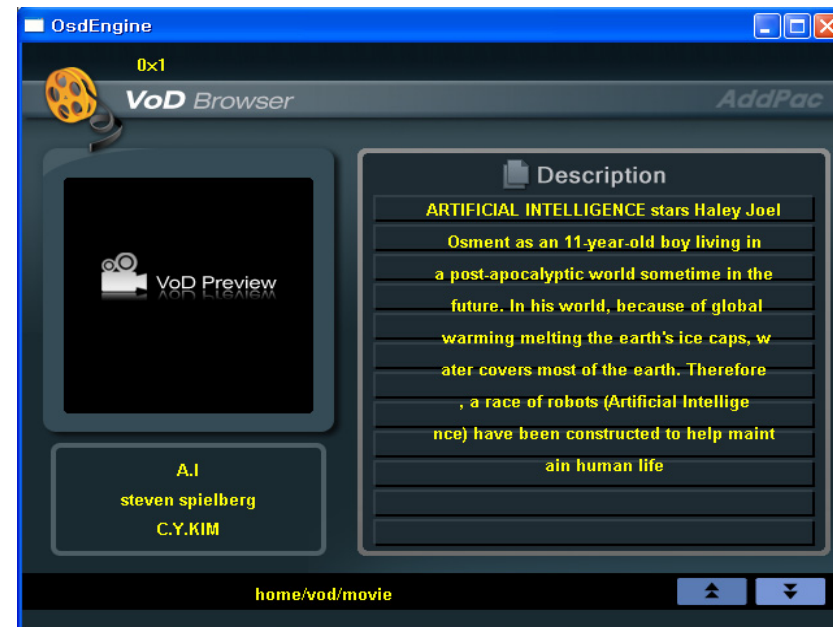 OsdEngine
0x1
VoD Browser
AddPac
VoD Preview
Description
ARTIFICIAL INTELLIGENCE stars Haley Joel
Osment as an 11-year-old boy living in
a post-apocalyptic world sometime in the
future. In his world, because of global
warming melting the earth's ice caps, w
ater covers most of the earth. Therefore
, a race of robots (Artificial Intellige
nce) have been constructed to help maint
ain human life
A.I
steven spielberg
C.Y.KIM
home/vod/movie